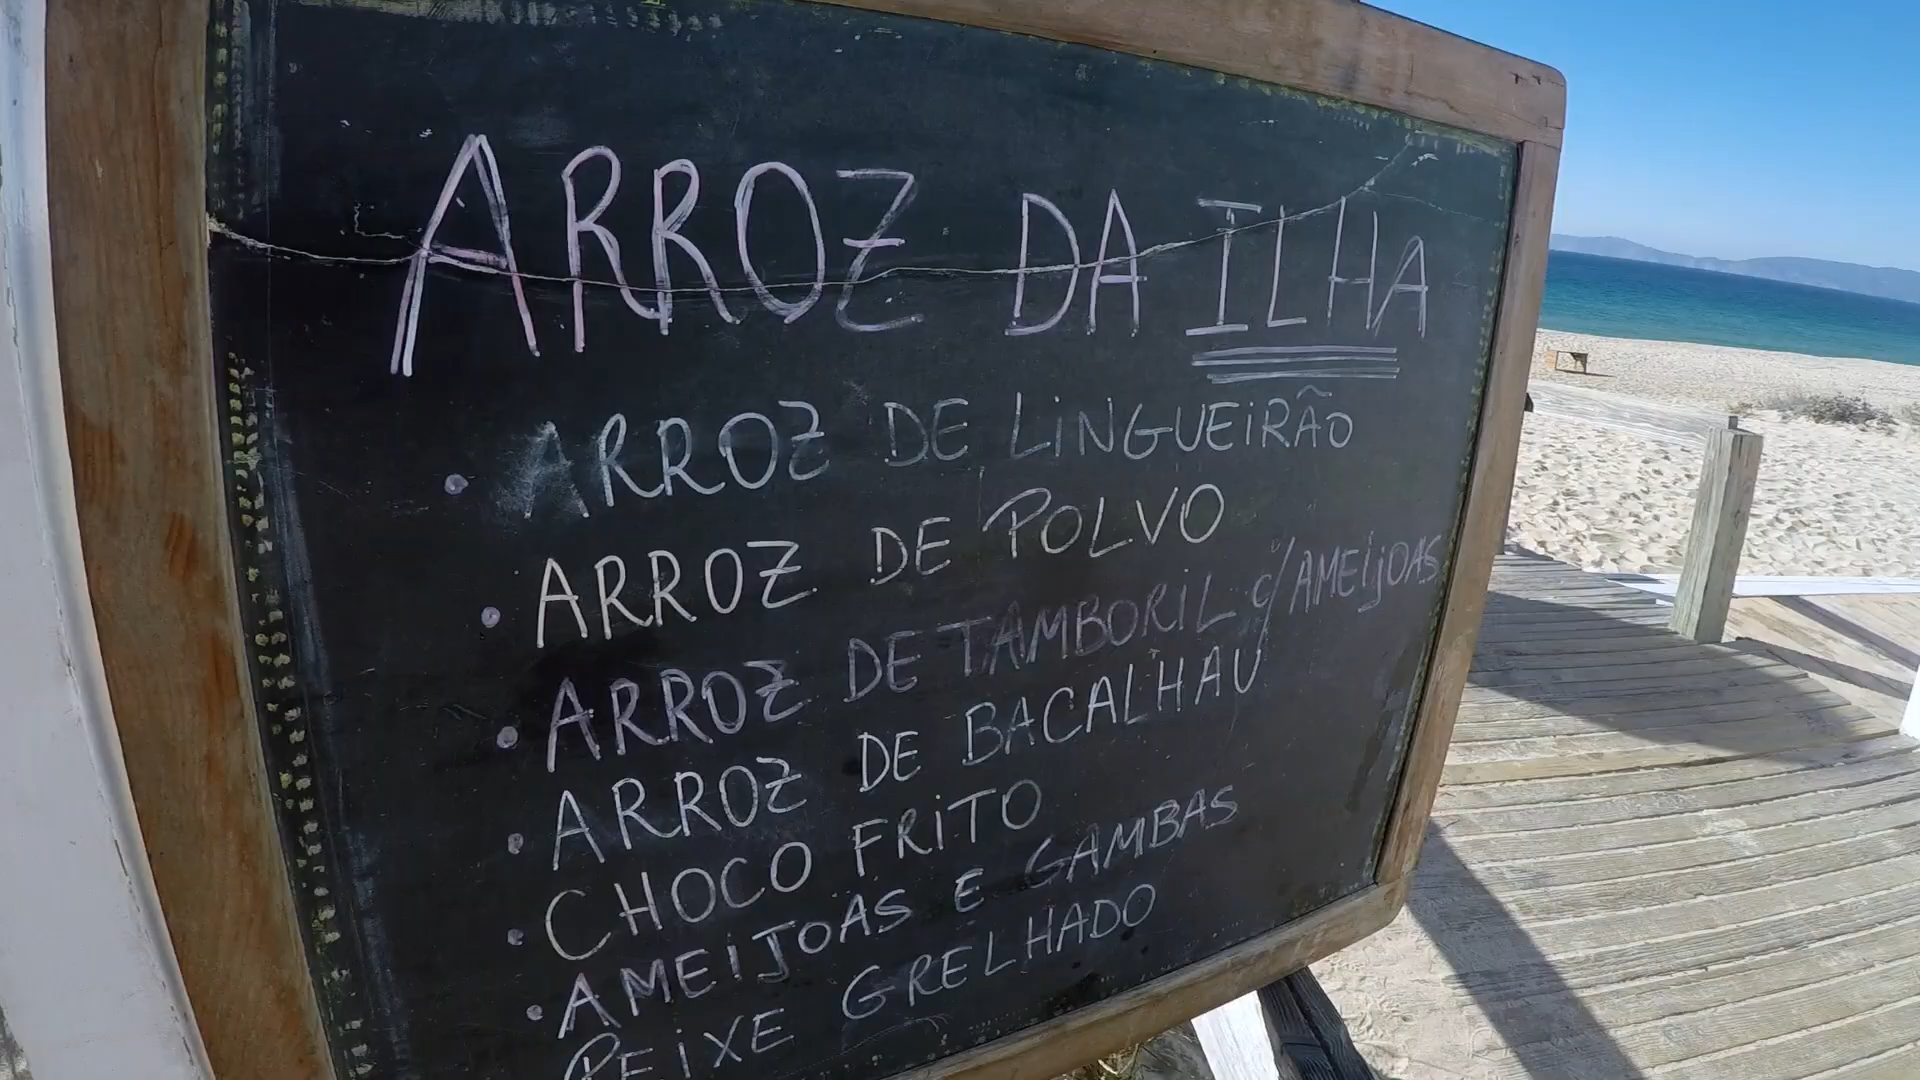 ARROZ DA ILHA
• ARROZ DE LiNGUEiRÃO
• ARROZ DE POLVO
• ARROZ DE TAMBORiL c/ AMEijOAS
• ARROZ DE BACALHAU
• CHOCO FRiTO
• AMEiJOAS E GAMBAS
PEiXE GRELHADO